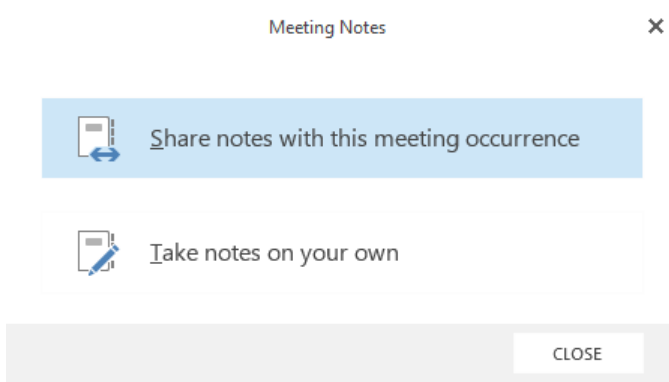 Meeting Notes
Share notes with this meeting occurrence
Take notes on your own
CLOSE